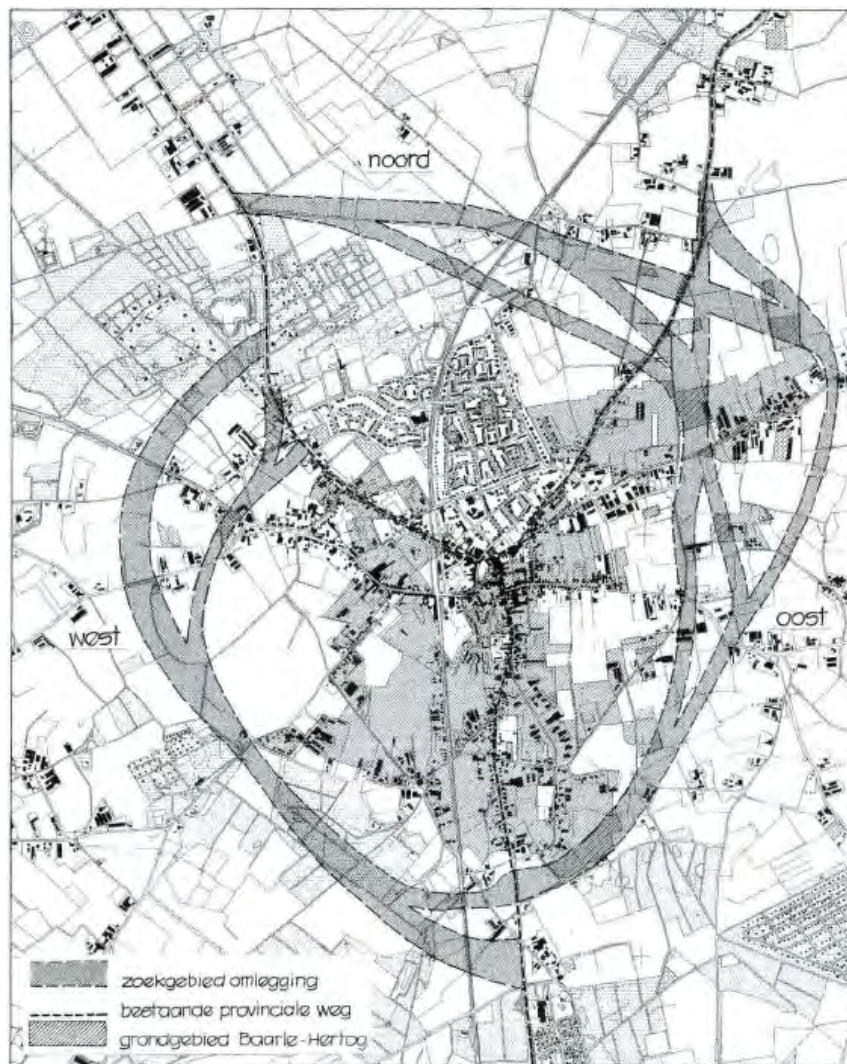 noord
west
oost
zoekgebied omlegging
bestaande provinciale weg
grondgebied Baarle-Hertog